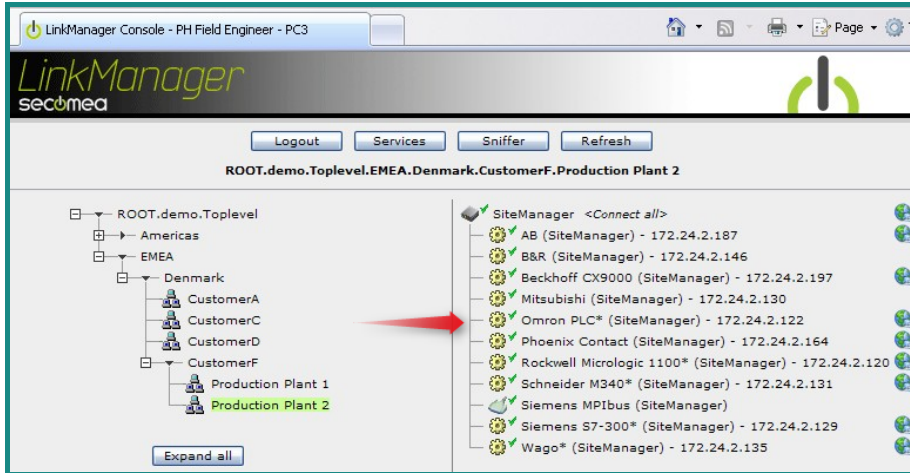 LinkManager Console - PH Field Engineer - PC3
Page
LinkManager
secomea
Logout Services Sniffer Refresh
ROOT.demo.Toplevel.EMEA.Denmark.CustomerF.Production Plant 2
ROOT.demo.Toplevel
Americas
EMEA
Denmark
CustomerA
CustomerC
CustomerD
CustomerF
Production Plant 1
Production Plant 2
Expand all
SiteManager <Connect all>
AB (SiteManager) - 172.24.2.187
B&R (SiteManager) - 172.24.2.146
Beckhoff CX9000 (SiteManager) - 172.24.2.197
Mitsubishi (SiteManager) - 172.24.2.130
Omron PLC* (SiteManager) - 172.24.2.122
Phoenix Contact (SiteManager) - 172.24.2.164
Rockwell Micrologic 1100* (SiteManager) - 172.24.2.120
Schneider M340* (SiteManager) - 172.24.2.131
Siemens MPIbus (SiteManager)
Siemens S7-300* (SiteManager) - 172.24.2.129
Wago* (SiteManager) - 172.24.2.135